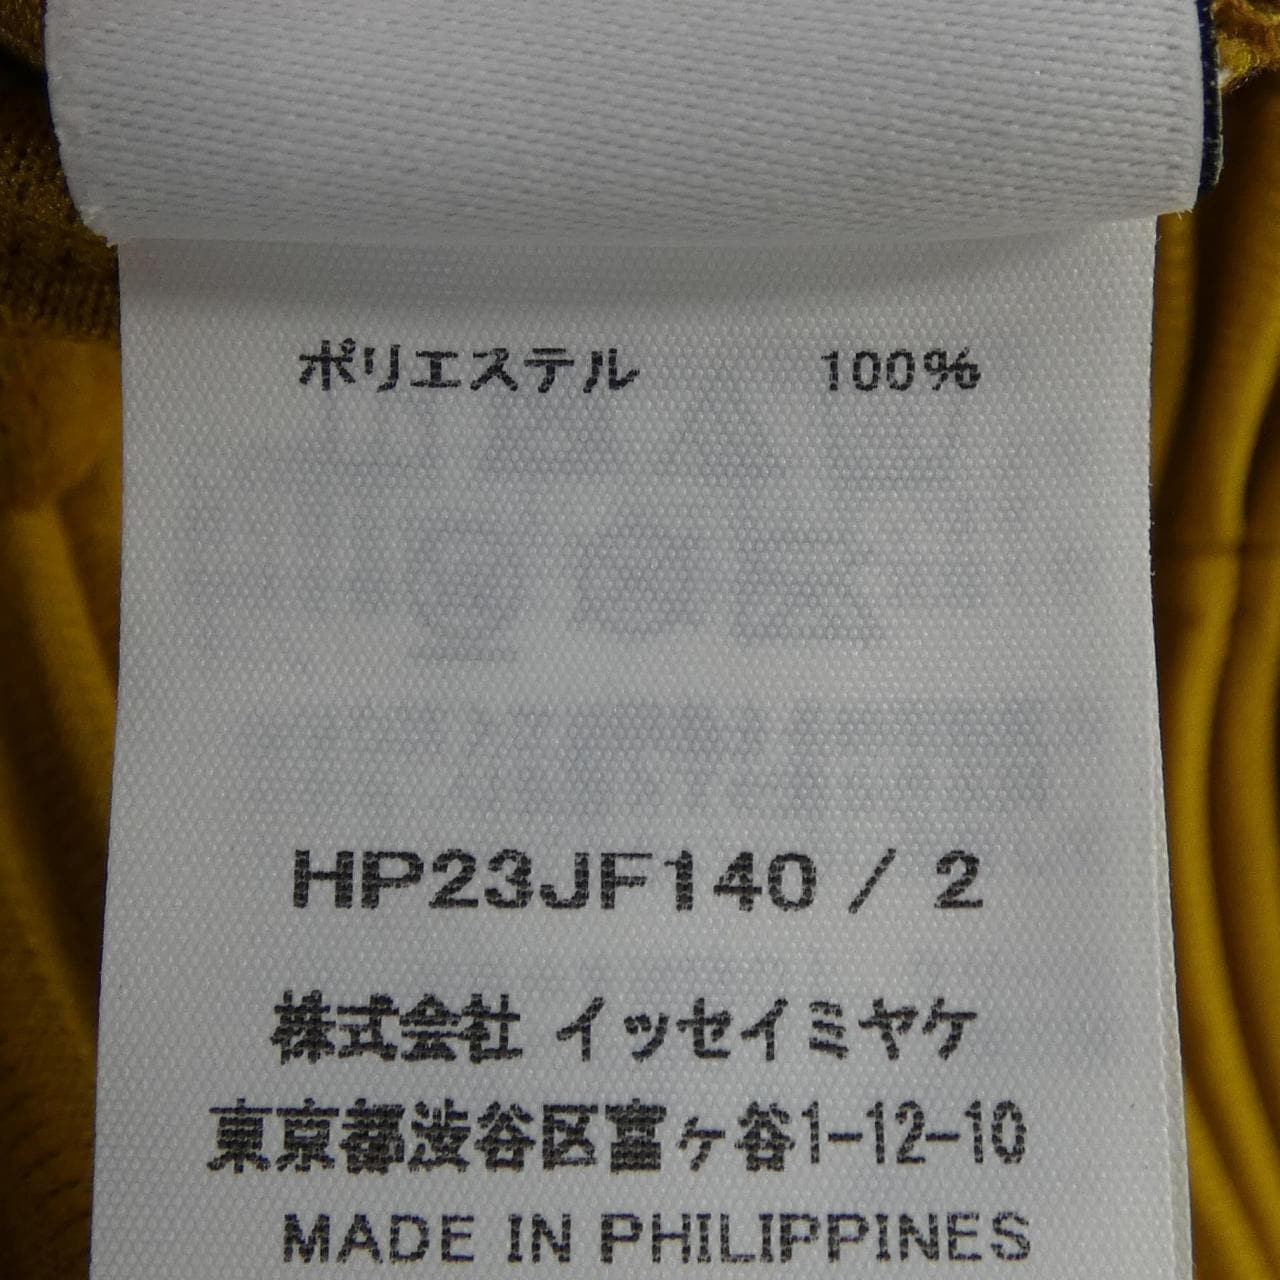 ポリエステル 100%
HP23JF140 / 2
株式会社 イッセイミヤケ
東京都渋谷区富ヶ谷1-12-10
MADE IN PHILIPPINES